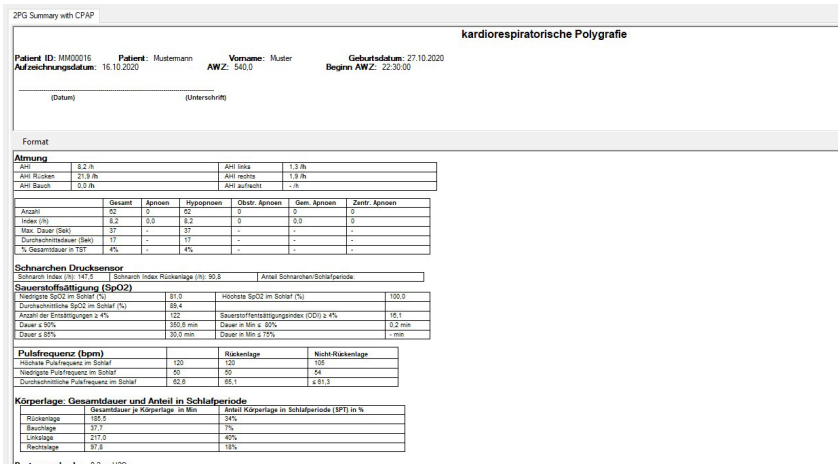 2PG Summary with CPAP
kardiorespiratorische Polygrafie
Patient ID: MM00016 Patient: Mustermann Vorname: Muster Geburtsdatum: 27.10.2020
Aufzeichnungsdatum: 16.10.2020 AWZ: 540,0 Beginn AWZ: 22:30:00
(Datum) (Unterschrift)
Format
Atmung
AHI 8,2 /h AHI links 1,3 /h
AHI Rücken 21,9 /h AHI rechts 1,9 /h
AHI Bauch 0,0 /h AHI aufrecht - /h
Gesamt Apnoen Hypopnoen Obstr. Apnoen Gem. Apnoen Zentr. Apnoen
Anzahl 62 0 62 0 0 0
Index (/h) 8,2 0,0 8,2 0 0,0 0
Max. Dauer (Sek) 37 - 37 - - -
Durchschnittsdauer (Sek) 17 - 17 - - -
% Gesamtdauer in TST 4% - 4% - - -
Schnarchen Drucksensor
Schnarch Index (/h): 147,5 Schnarch Index Rückenlage (/h): 90,8 Anteil Schnarchen/Schlafperiode:
Sauerstoffsättigung (SpO2)
Niedrigste SpO2 im Schlaf (%) 81,0 Höchste SpO2 im Schlaf (%) 100,0
Durchschnittliche SpO2 im Schlaf (%) 89,4
Anzahl der Entsättigungen ≥ 4% 122 Sauerstoffentsättigungsindex (ODI) ≥ 4% 16,1
Dauer ≤ 90% 350,6 min Dauer in Min ≤ 80% 0,2 min
Dauer ≤ 85% 30,0 min Dauer in Min ≤ 75% - min
Pulsfrequenz (bpm) Rückenlage Nicht-Rückenlage
Höchste Pulsfrequenz im Schlaf 120 120 105
Niedrigste Pulsfrequenz im Schlaf 50 50 54
Durchschnittliche Pulsfrequenz im Schlaf 62,6 65,1 ≤ 61,3
Körperlage: Gesamtdauer und Anteil in Schlafperiode
Gesamtdauer je Körperlage in Min Anteil Körperlage in Schlafperiode (SPT) in %
Rückenlage 185,5 34%
Bauchlage 37,7 7%
Linkslage 217,0 40%
Rechtslage 97,8 18%